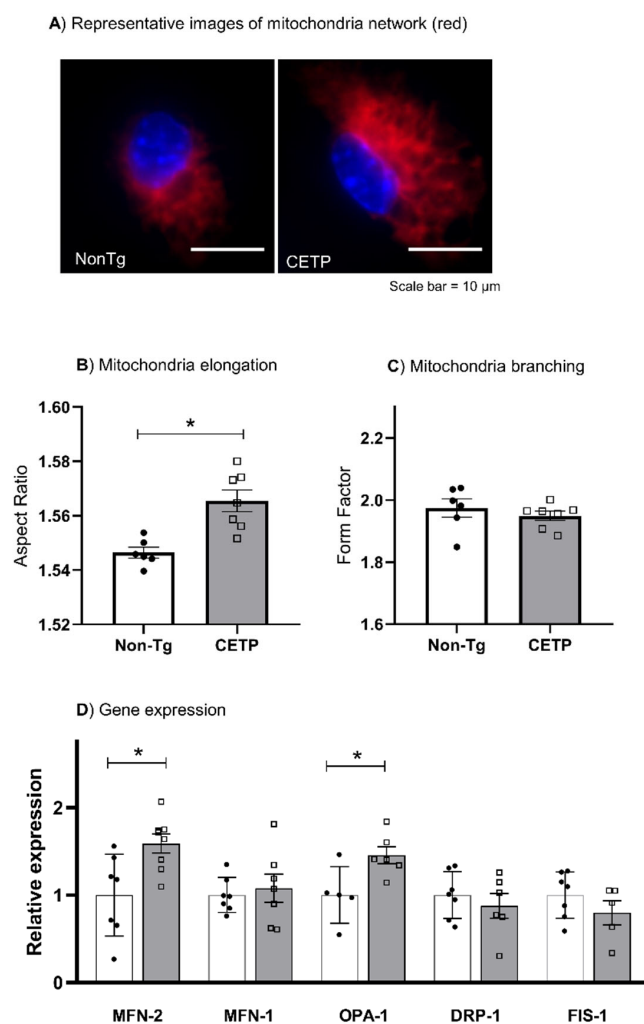 A) Representative images of mitochondria network (red)
NonTg
CETP
Scale bar = 10 µm
B) Mitochondria elongation
C) Mitochondria branching
1.60
1.58
1.56
1.54
1.52
Aspect Ratio
*
Non-Tg
CETP
2.2
2.0
1.8
1.6
Form Factor
Non-Tg
CETP
D) Gene expression
Relative expression
2
1
0
*
*
MFN-2
MFN-1
OPA-1
DRP-1
FIS-1